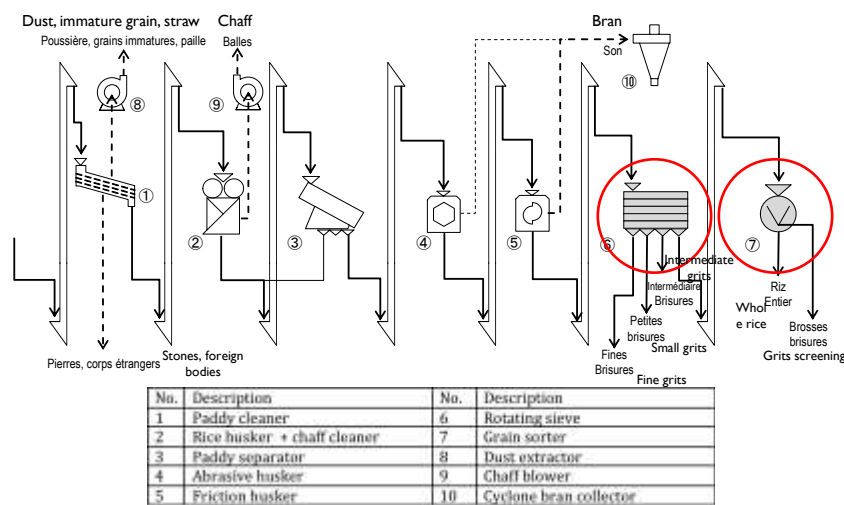 Dust, immature grain, straw
Poussière, grains immatures, paille
Chaff
Balles
Bran
Son
⑩
⑧
⑨
①
②
③
④
⑤
⑥
⑦
Intermediate
grits
Intermédiaire
Brisures
Riz
Entier
Whol
e rice
Petites
brisures
Small grits
Brosses
brisures
Grits screening
Fines
Brisures
Fine grits
Pierres, corps étrangers
Stones, foreign
bodies
No. Description No. Description
1 Paddy cleaner 6 Rotating sieve
2 Rice husker + chaff cleaner 7 Grain sorter
3 Paddy separator 8 Dust extractor
4 Abrasive husker 9 Chaff blower
5 Friction husker 10 Cyclone bran collector